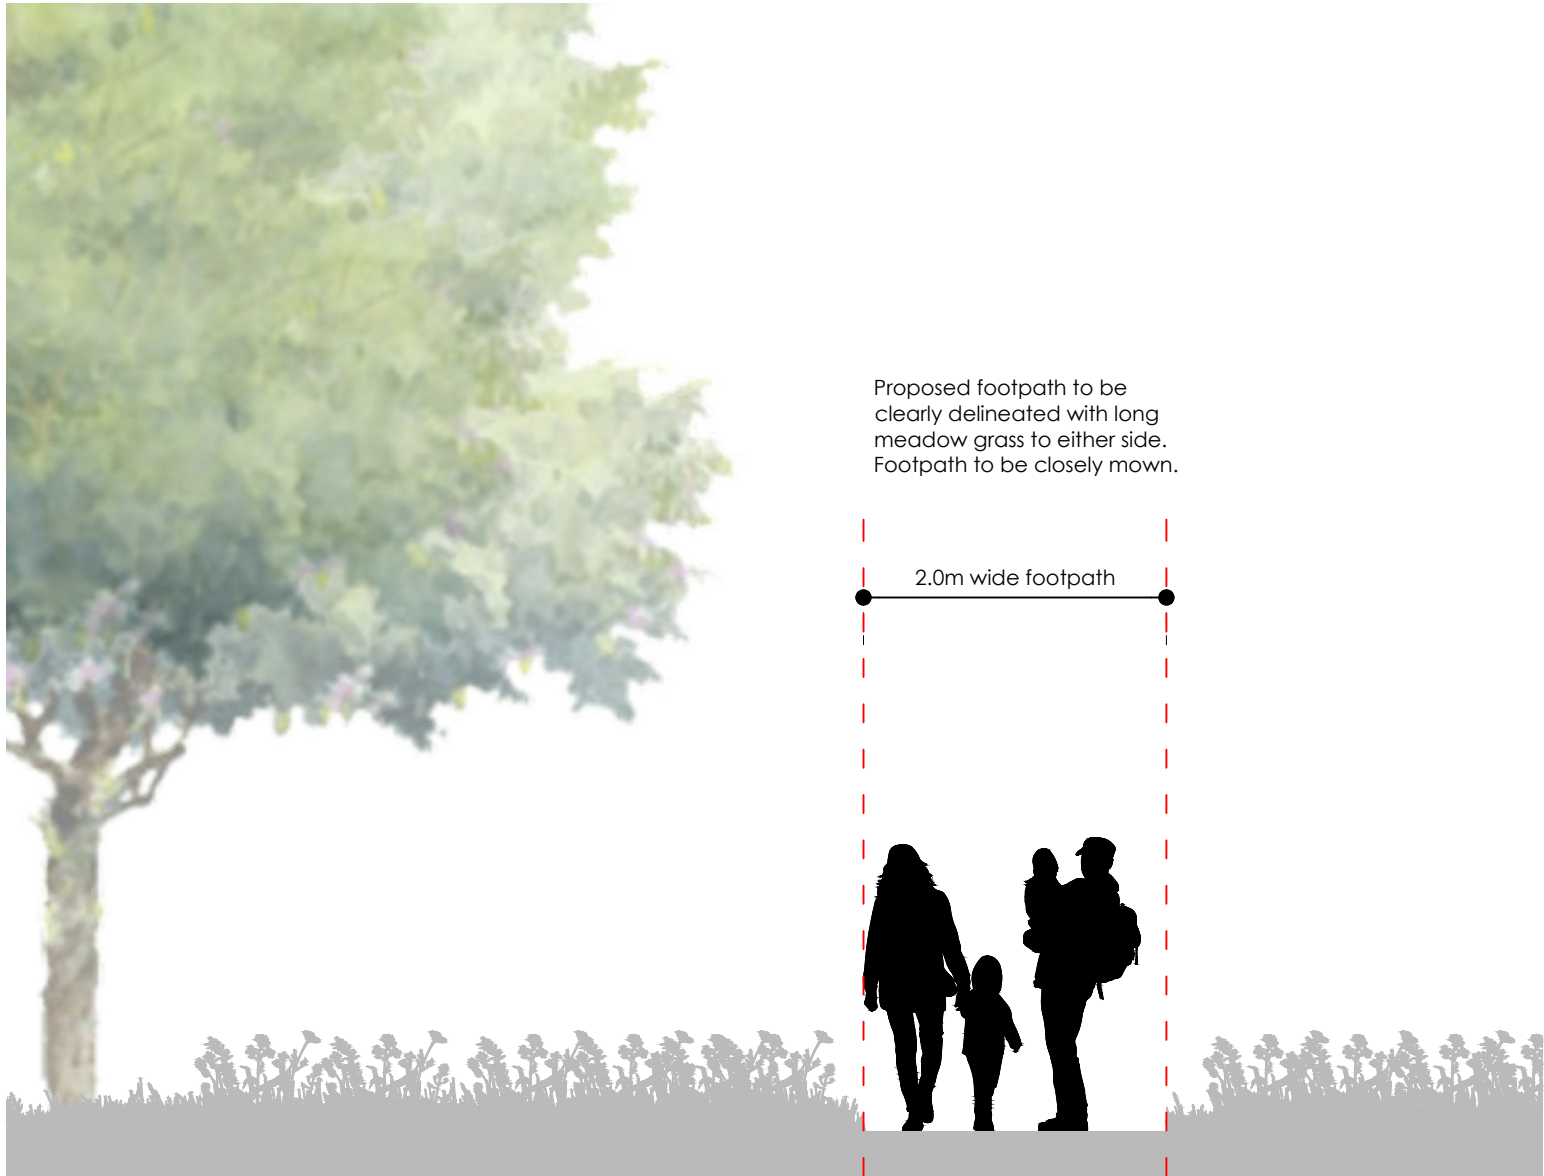 Proposed footpath to be
clearly delineated with long
meadow grass to either side.
Footpath to be closely mown.
2.0m wide footpath